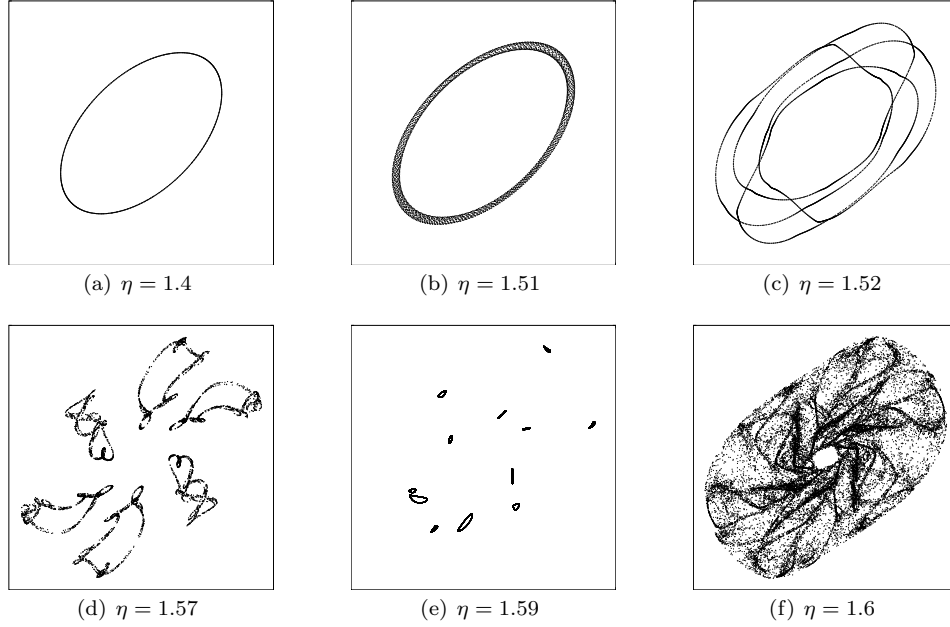 (a) η = 1.4
(b) η = 1.51
(c) η = 1.52
(d) η = 1.57
(e) η = 1.59
(f) η = 1.6